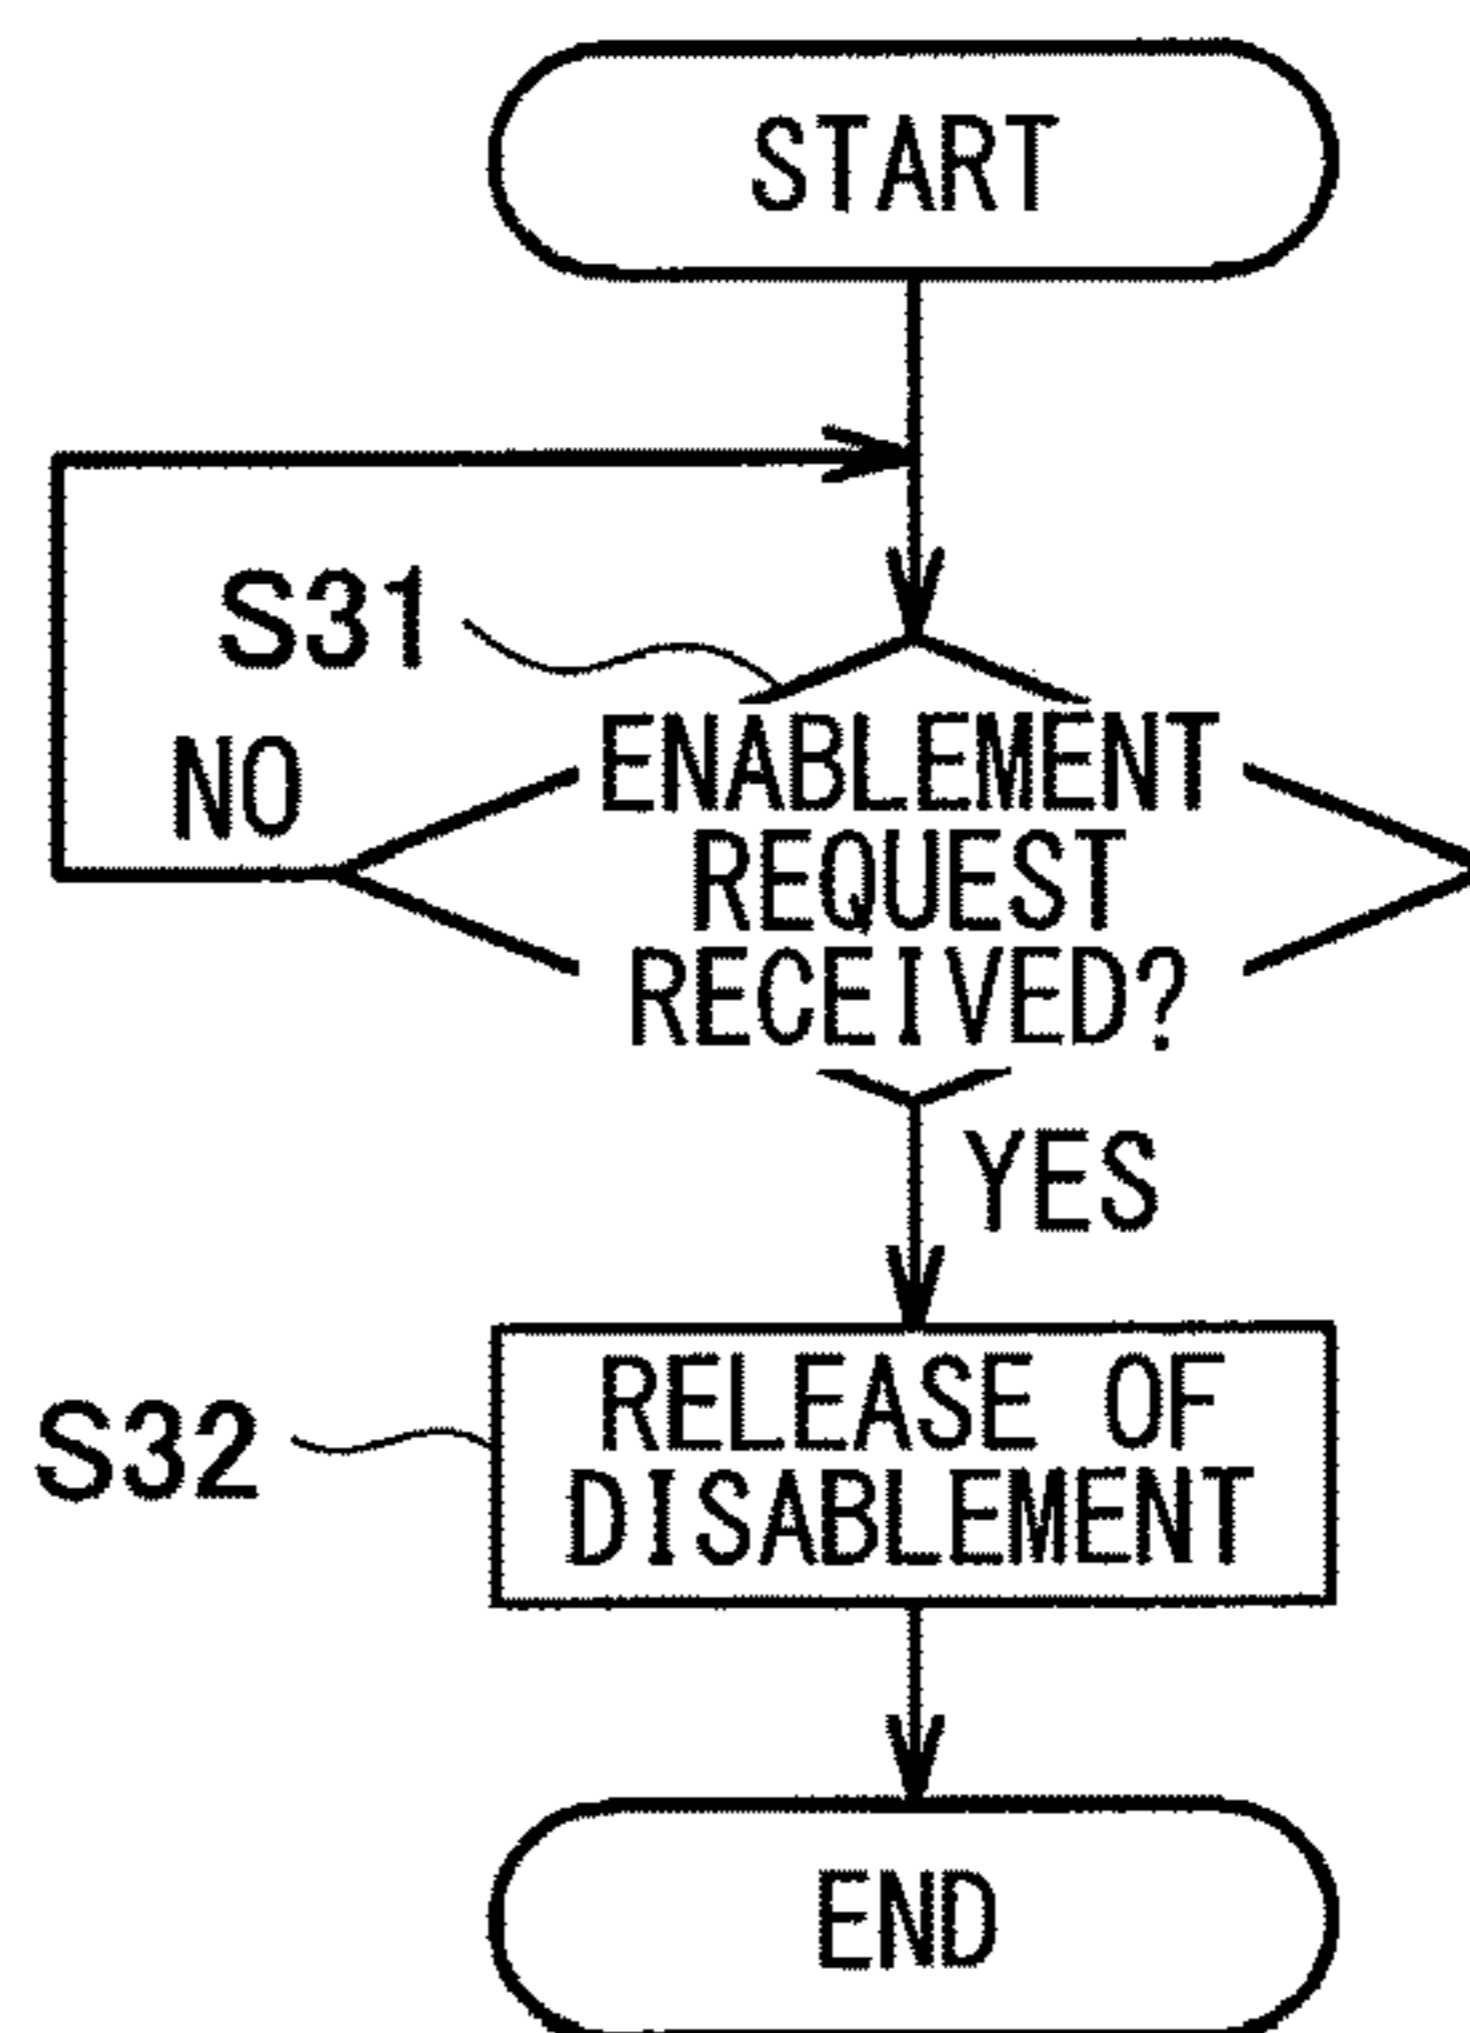 START
S31
NO
ENABLEMENT
REQUEST
RECEIVED?
YES
S32
RELEASE OF
DISABLEMENT
END